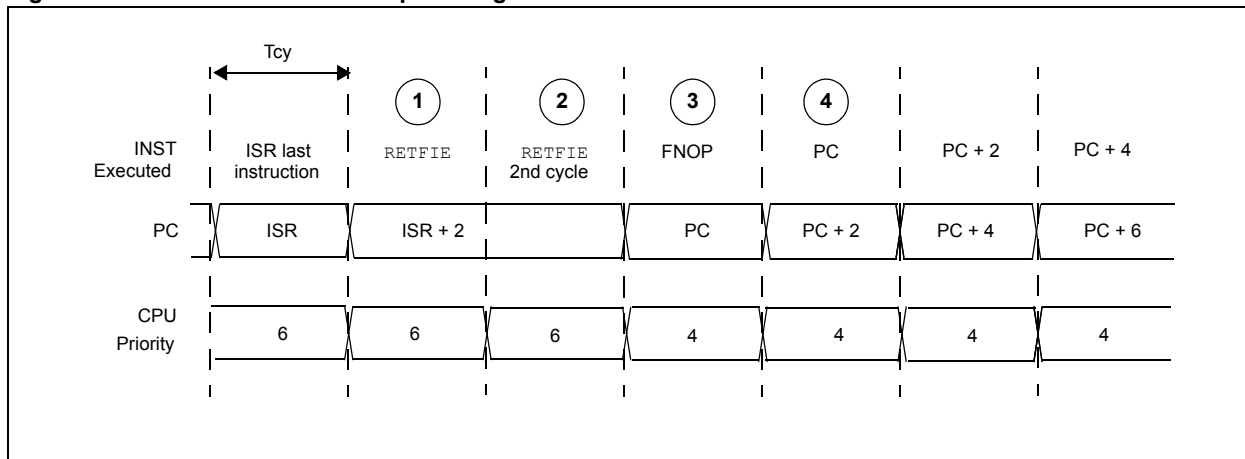 Tcy
1 2 3 4
INST Executed ISR last instruction RETFIE RETFIE 2nd cycle FNOP PC PC + 2 PC + 4
PC ISR ISR + 2 PC PC + 2 PC + 4 PC + 6
CPU Priority 6 6 6 4 4 4 4